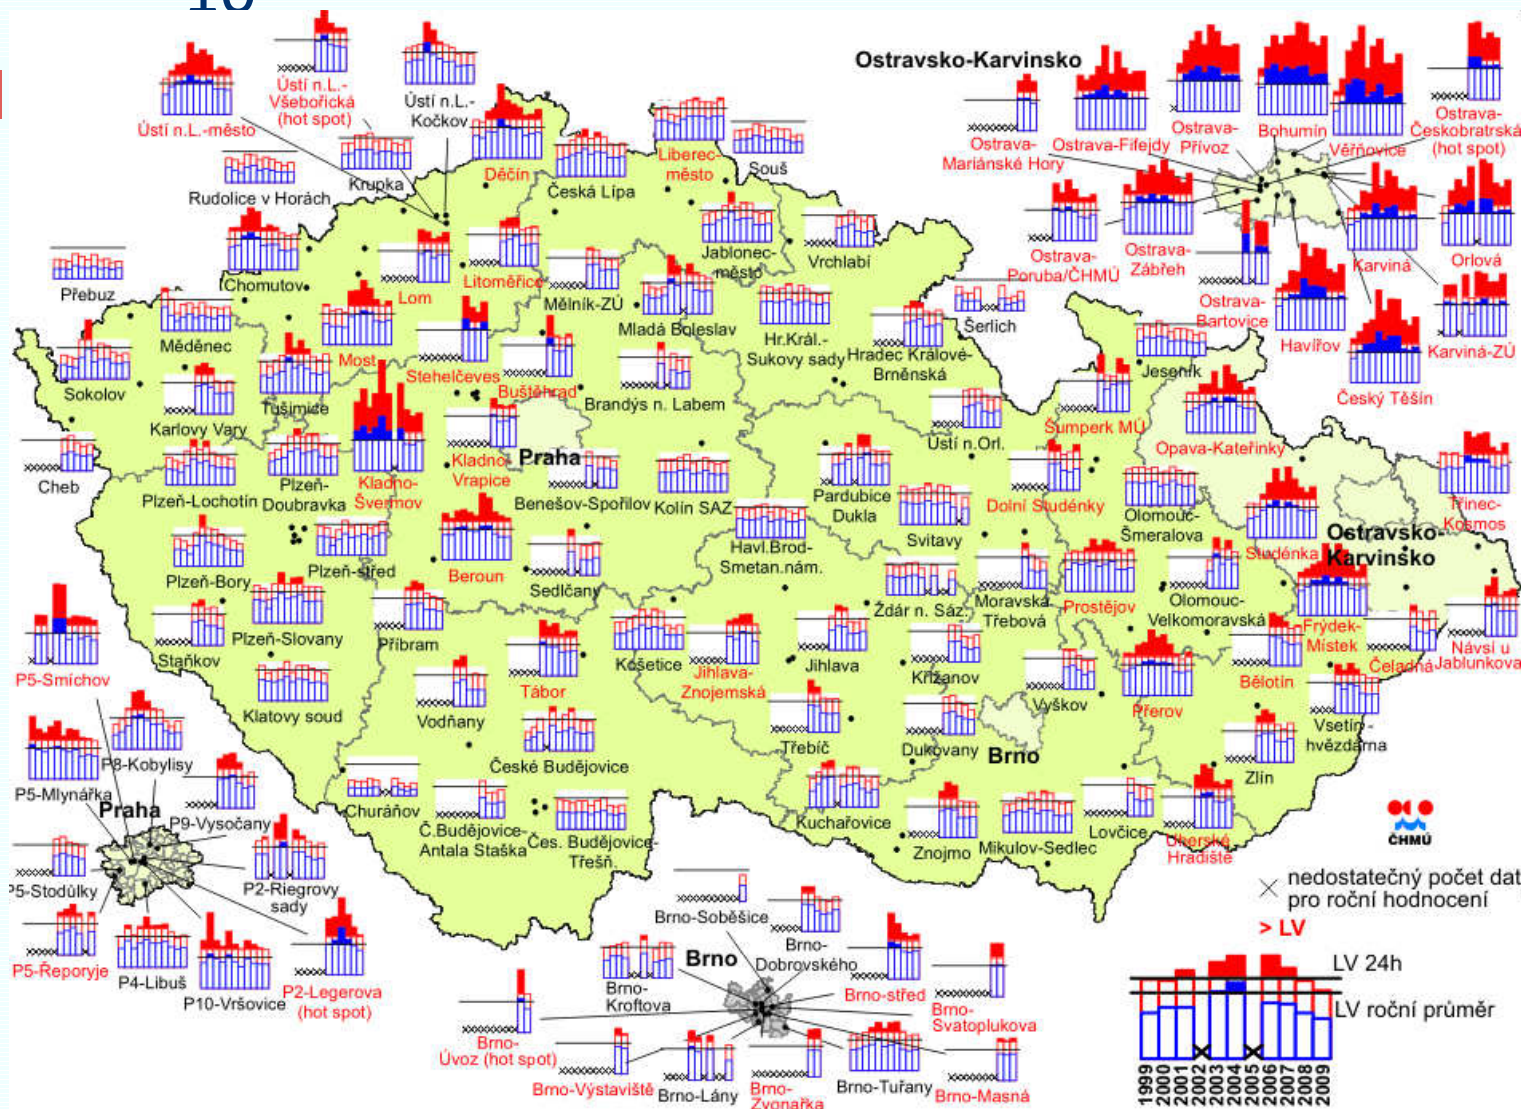 Ostravsko-Karvinsko
Ústí n.L.-
Všebořická
(hot spot)
Ústí n.L.-
Kočkov
Ústí n.L.-město
Děčín
Česká Lípa
Liberec-
město
Souš
Krupka
Rudolice v Horách
Ostrava-
Mariánské Hory
Ostrava-Fifejdy
Ostrava-
Přívoz
Bohumín
Věřňovice
Ostrava-
Českobratrská
(hot spot)
Přebuz
Chomutov
Lom
Litoměřice
Mělník-ZÚ
Jablonec-
město
Vrchlabí
Ostrava-
Poruba/ČHMÚ
Ostrava-
Zábřeh
Ostrava-
Bartovice
Karviná
Orlová
Měděnec
Most
Mladá Boleslav
Hr.Král.-
Sukovy sady
Šerlich
Hradec Králové-
Brněnská
Jeseník
Havířov
Karviná-ZÚ
Český Těšín
Sokolov
Karlovy Vary
Tušimice
Stehelčeves
Buštěhrad
Brandýs n. Labem
Ústí n.Orl.
Šumperk MÚ
Opava-Kateřinky
Cheb
Plzeň-Lochotín
Plzeň-
Doubravka
Kladno-
Švermov
Kladno-
Vrapice
Praha
Benešov-Spořilov
Kolín SAZ
Pardubice
Dukla
Svitavy
Dolní Studénky
Olomouc-
Šmeralova
Studénka
Třinec-
Kosmos
Ostravsko-
Karvinsko
Plzeň-Bory
Plzeň-střed
Beroun
Sedlčany
Havl.Brod-
Smetan.nám.
Žďár n. Sáz.
Moravská
Třebová
Prostějov
Olomouc-
Velkomoravská
Frýdek-
Místek
Čeladná
Návsí u
Jablunkova
P5-Smíchov
Staňkov
Plzeň-Slovany
Příbram
Tábor
Košetice
Jihlava-
Znojemská
Jihlava
Křižanov
Vyškov
Přerov
Bělotín
Vsetín -
hvězdárna
Klatovy soud
Vodňany
České Budějovice
Třebíč
Dukovany
Brno
Zlín
P8-Kobylisy
P5-Mlynářka
Praha
P9-Vysočany
Churáňov
Č.Budějovice-
Antala Staška
Čes. Budějovice-
Třešň.
Kuchařovice
Znojmo
Mikulov-Sedlec
Lovčice
Uherské
Hradiště
ČHMÚ
P5-Stodůlky
P2-Riegrovy
sady
P5-Řeporyje
P4-Libuš
P10-Vršovice
P2-Legerova
(hot spot)
Brno-Soběšice
Brno
Brno-
Dobrovského
Brno-
Kroftova
Brno-střed
Brno-
Svatoplukova
Brno-
Úvoz (hot spot)
Brno-Výstaviště
Brno-Lány
Brno-
Zvonařka
Brno-Tuřany
Brno-Masná
nedostatečný počet dat
pro roční hodnocení
> LV
LV 24h
LV roční průměr
1999
2000
2001
2002
2003
2004
2005
2006
2007
2008
2009